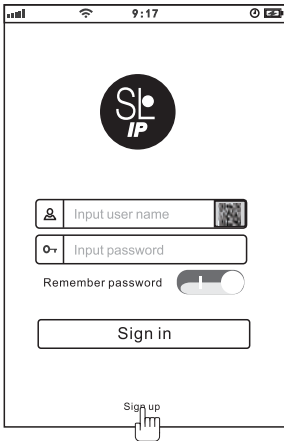 9:17
SL
IP
Input user name
Input password
Remember password
Sign in
Sign up